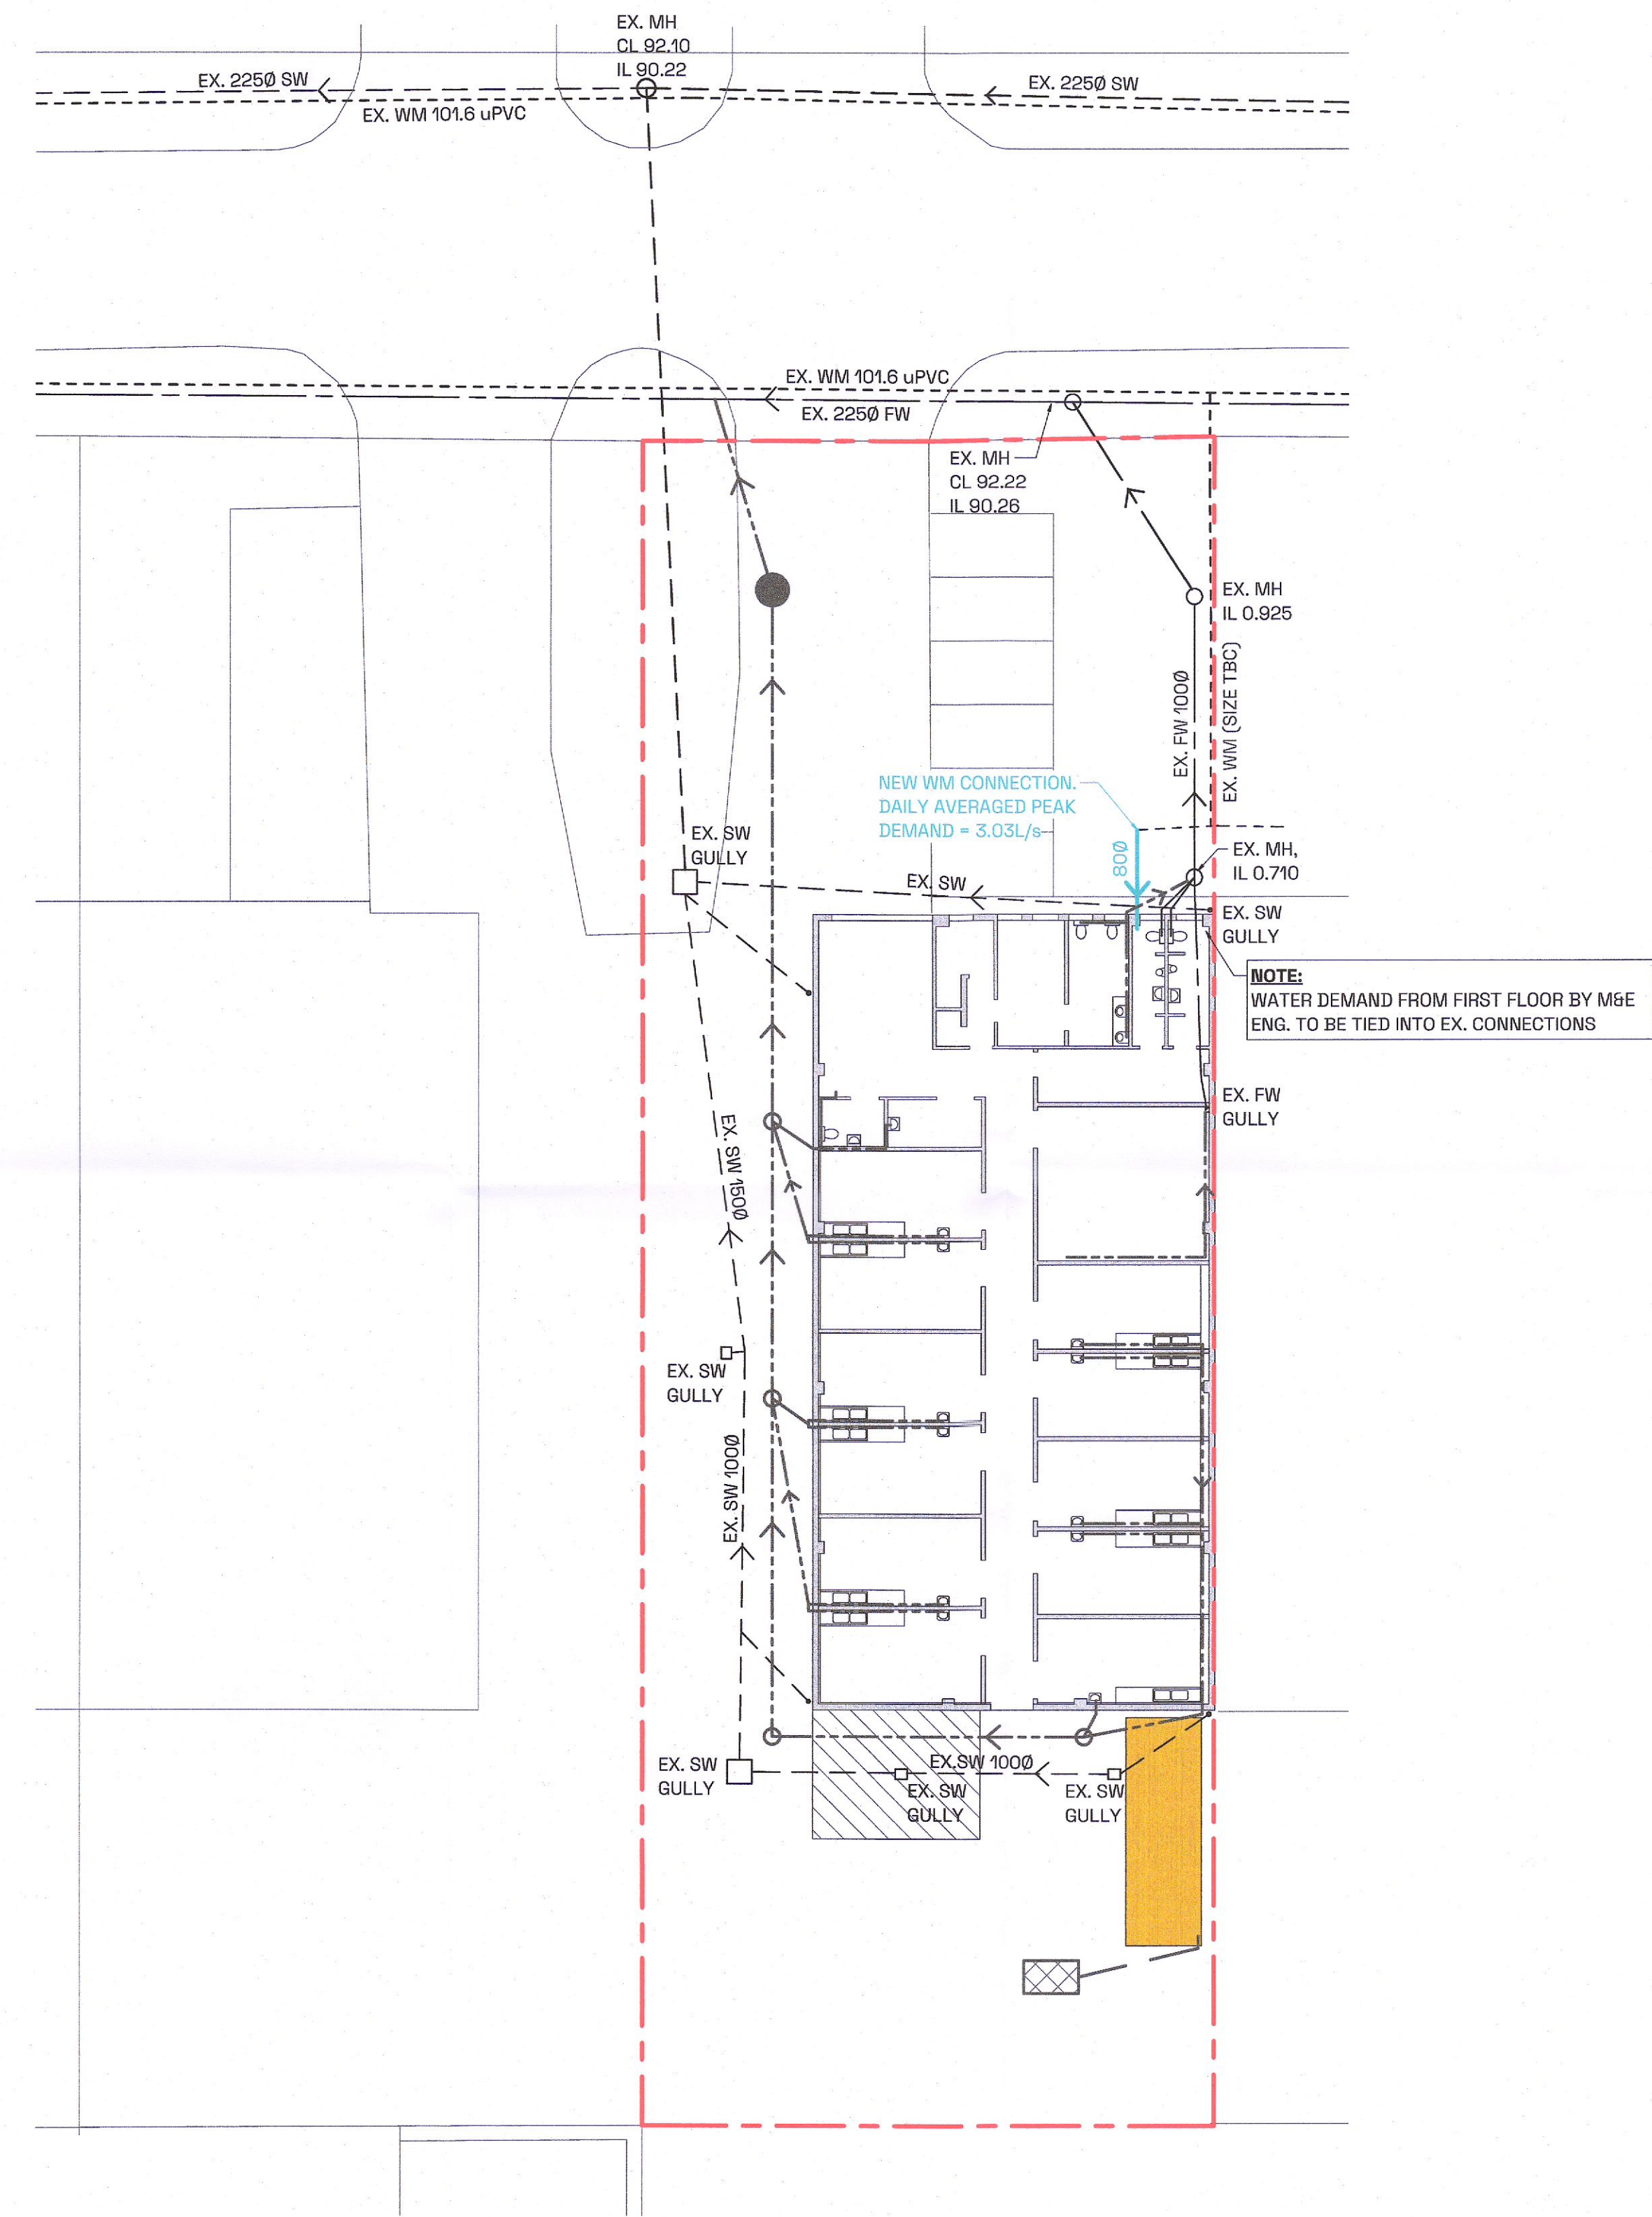 EX. MH
CL 92.10
IL 90.22
EX. 225Ø SW
EX. 225Ø SW
EX. WM 101.6 uPVC
EX. WM 101.6 uPVC
EX. 225Ø FW
EX. MH
CL 92.22
IL 90.26
EX. MH
IL 0.925
EX. FW 100Ø
EX. WM (SIZE TBC)
NEW WM CONNECTION.
DAILY AVERAGED PEAK
DEMAND = 3.03L/s
80Ø
EX. SW
GULLY
EX. MH,
IL 0.710
EX. SW
EX. SW
GULLY
NOTE:
WATER DEMAND FROM FIRST FLOOR BY M&E
ENG. TO BE TIED INTO EX. CONNECTIONS
EX. FW
GULLY
EX. SW 150Ø
EX. SW
GULLY
EX. SW 100Ø
EX. SW
GULLY
EX.SW 100Ø
EX. SW
GULLY
EX. SW
GULLY